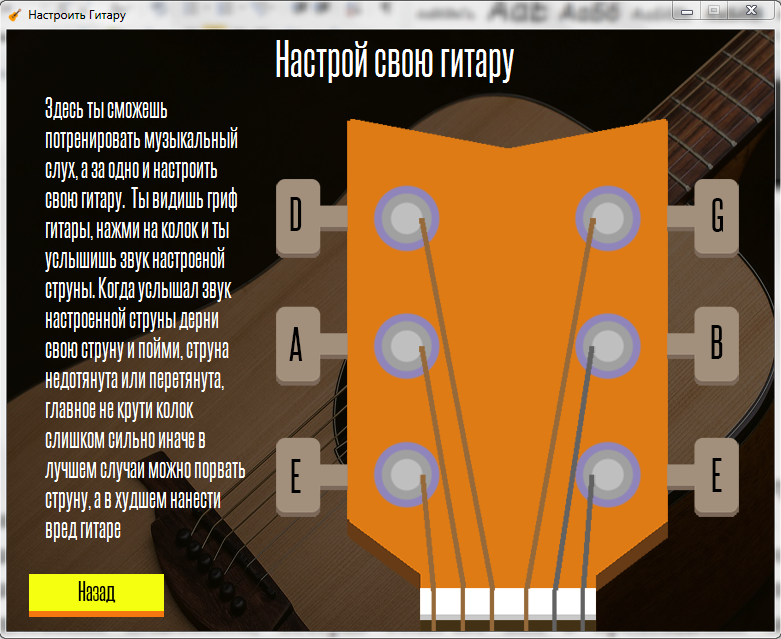 Настроить Гитару
Настрой свою гитару
Здесь ты сможешь
потренировать музыкальный
слух, а за одно и настроить
свою гитару. Ты видишь гриф
гитары, нажми на колок и ты
услышишь звук настроеной
струны. Когда услышал звук
настроенной струны дерни
свою струну и пойми, струна
недотянута или перетянута,
главное не крути колок
слишком сильно иначе в
лучшем случаи можно порвать
струну, а в худшем нанести
вред гитаре
D
G
A
B
E
E
Назад